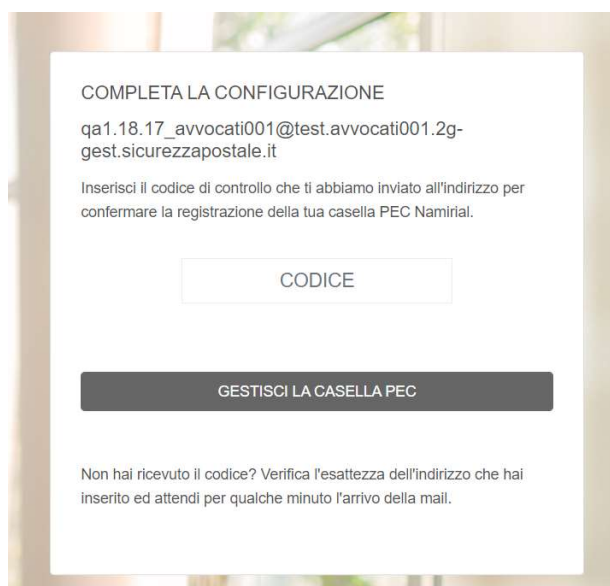 COMPLETA LA CONFIGURAZIONE
qa1.18.17_avvocati001@test.avvocati001.2g-
gest.sicurezzapostale.it
Inserisci il codice di controllo che ti abbiamo inviato all'indirizzo per
confermare la registrazione della tua casella PEC Namirial.
CODICE
GESTISCI LA CASELLA PEC
Non hai ricevuto il codice? Verifica l'esattezza dell'indirizzo che hai
inserito ed attendi per qualche minuto l'arrivo della mail.